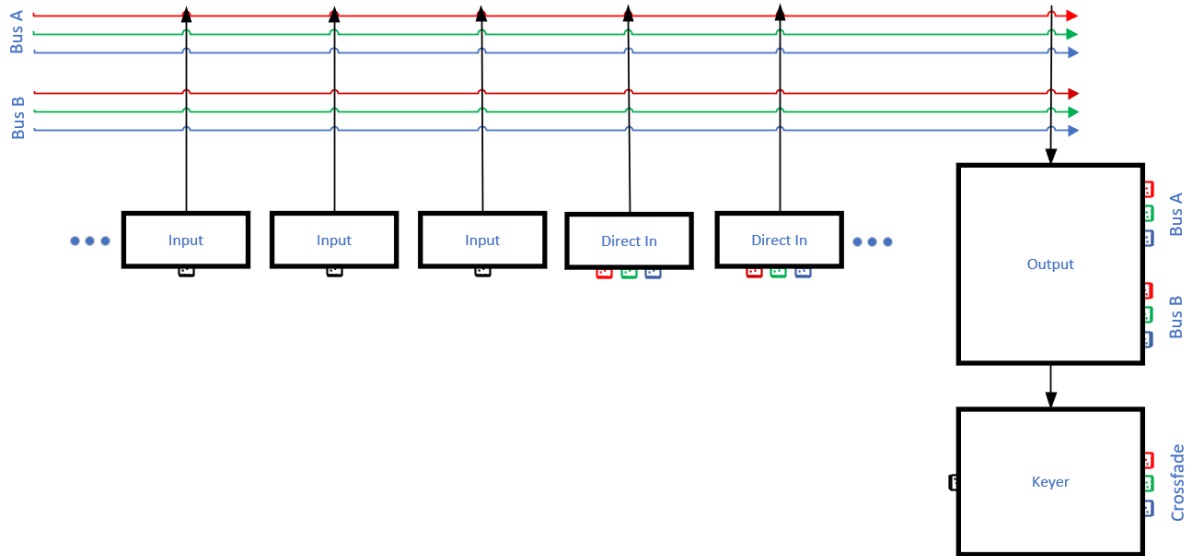 Bus A
Bus B
Input
Input
Input
Direct In
Direct In
Output
Bus A
Bus B
Keyer
Crossfade